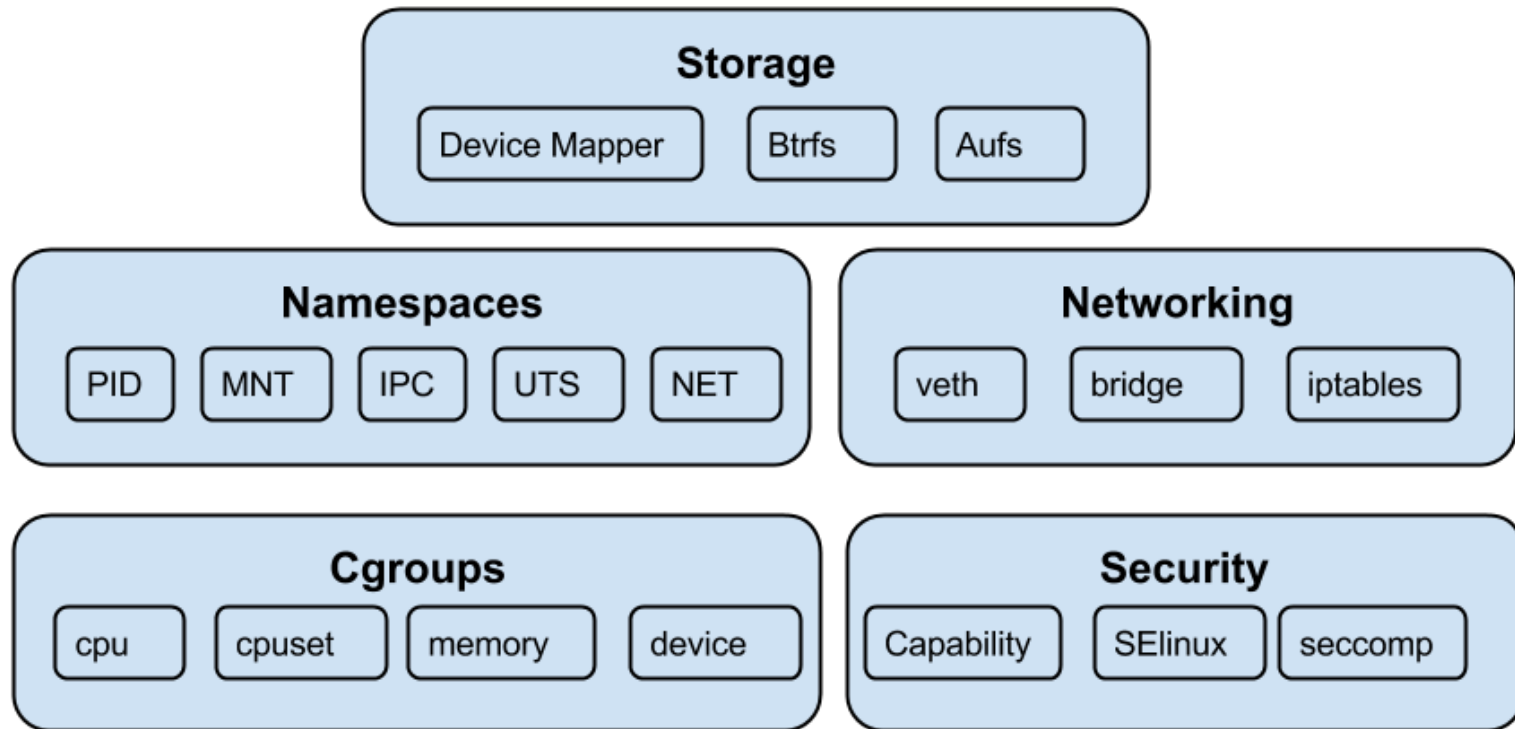 Storage
Device Mapper Btrfs Aufs
Namespaces
PID MNT IPC UTS NET
Networking
veth bridge iptables
Cgroups
cpu cpuset memory device
Security
Capability SElinux seccomp